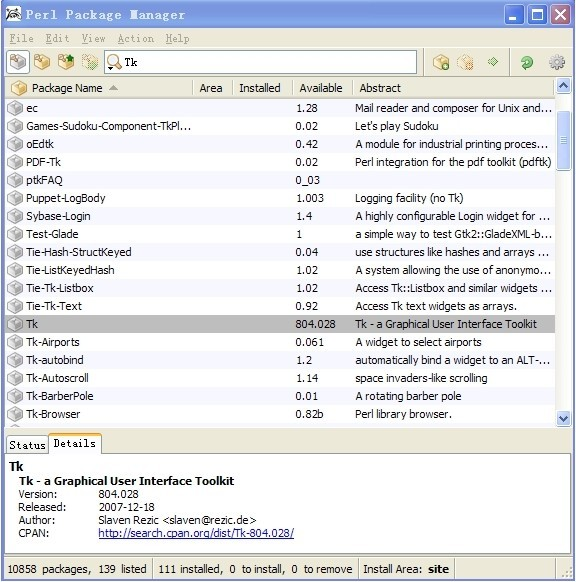 Perl Package Manager
File Edit View Action Help
Tk
Package Name Area Installed Available Abstract
ec 1.28 Mail reader and composer for Unix and...
Games-Sudoku-Component-TkPl... 0.02 Let's play Sudoku
oEdtk 0.42 A module for industrial printing proces...
PDF-Tk 0.02 Perl integration for the pdf toolkit (pdftk)
ptkFAQ 0_03
Puppet-LogBody 1.003 Logging facility (no Tk)
Sybase-Login 1.4 A highly configurable Login widget for ...
Test-Glade 1 a simple way to test Gtk2::GladeXML-b...
Tie-Hash-StructKeyed 0.04 use structures like hashes and arrays ...
Tie-ListKeyedHash 1.02 A system allowing the use of anonymo...
Tie-Tk-Listbox 1.02 Access Tk::Listbox and similar widgets ...
Tie-Tk-Text 0.92 Access Tk text widgets as arrays.
Tk 804.028 Tk - a Graphical User Interface Toolkit
Tk-Airports 0.061 A widget to select airports
Tk-autobind 1.2 automatically bind a widget to an ALT-...
Tk-Autoscroll 1.14 space invaders-like scrolling
Tk-BarberPole 0.01 A rotating barber pole
Tk-Browser 0.82b Perl library browser.
Status Details
Tk
Tk - a Graphical User Interface Toolkit
Version: 804.028
Released: 2007-12-18
Author: Slaven Rezic <slaven@rezic.de>
CPAN: http://search.cpan.org/dist/Tk-804.028/
10858 packages, 139 listed 111 installed, 0 to install, 0 to remove Install Area: site